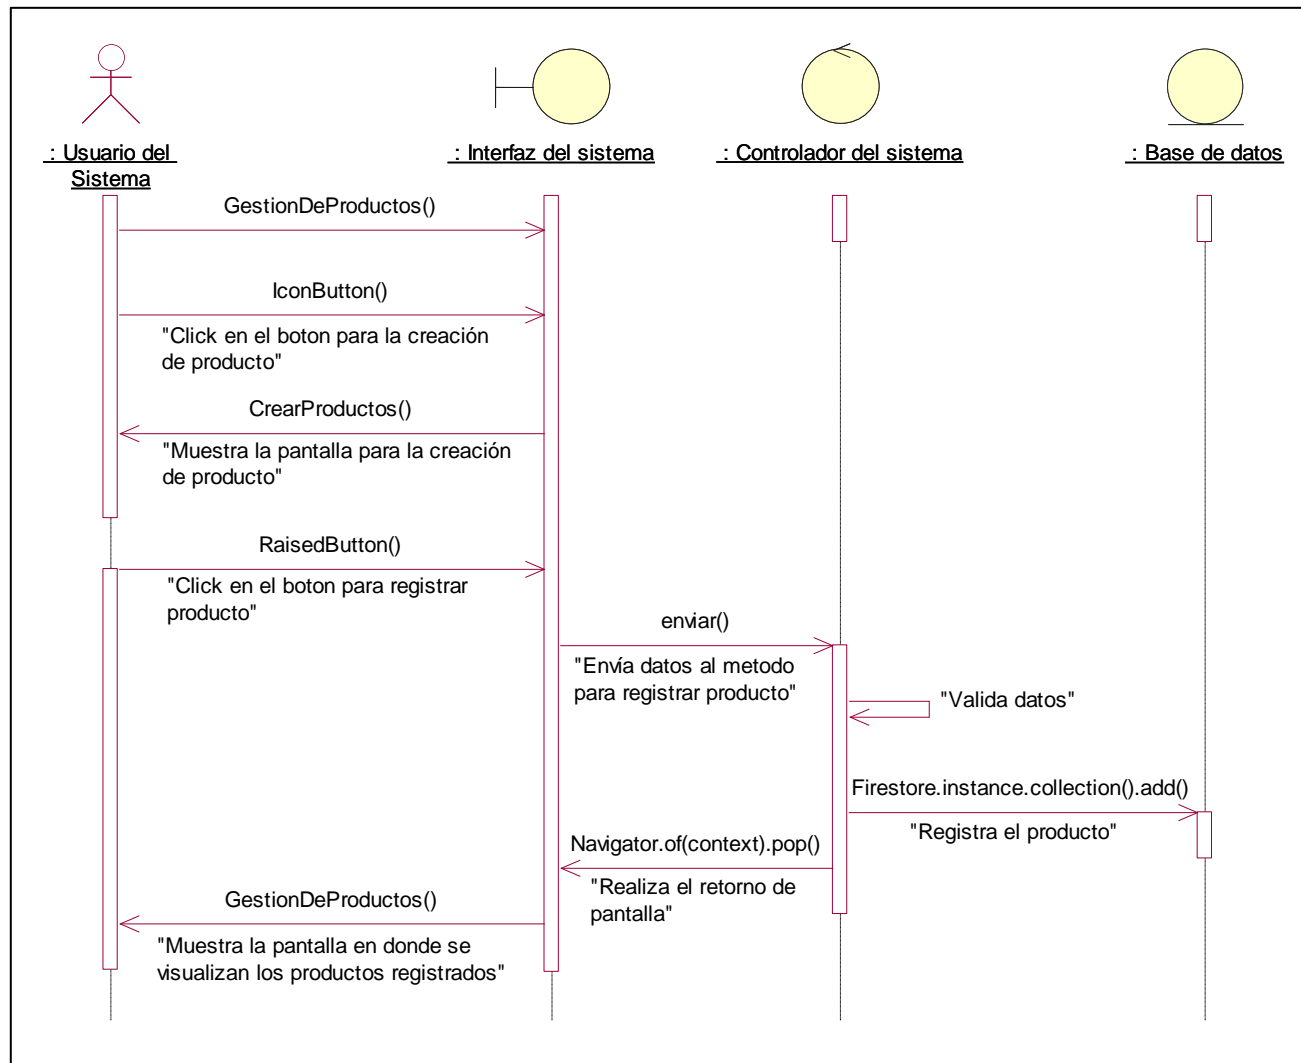 : Usuario del
Sistema
: Interfaz del sistema
: Controlador del sistema
: Base de datos
GestionDeProductos()
IconButton()
"Click en el boton para la creación
de producto"
CrearProductos()
"Muestra la pantalla para la creación
de producto"
RaisedButton()
"Click en el boton para registrar
producto"
enviar()
"Envía datos al metodo
para registrar producto"
"Valida datos"
Firestore.instance.collection().add()
"Registra el producto"
Navigator.of(context).pop()
"Realiza el retorno de
pantalla"
GestionDeProductos()
"Muestra la pantalla en donde se
visualizan los productos registrados"